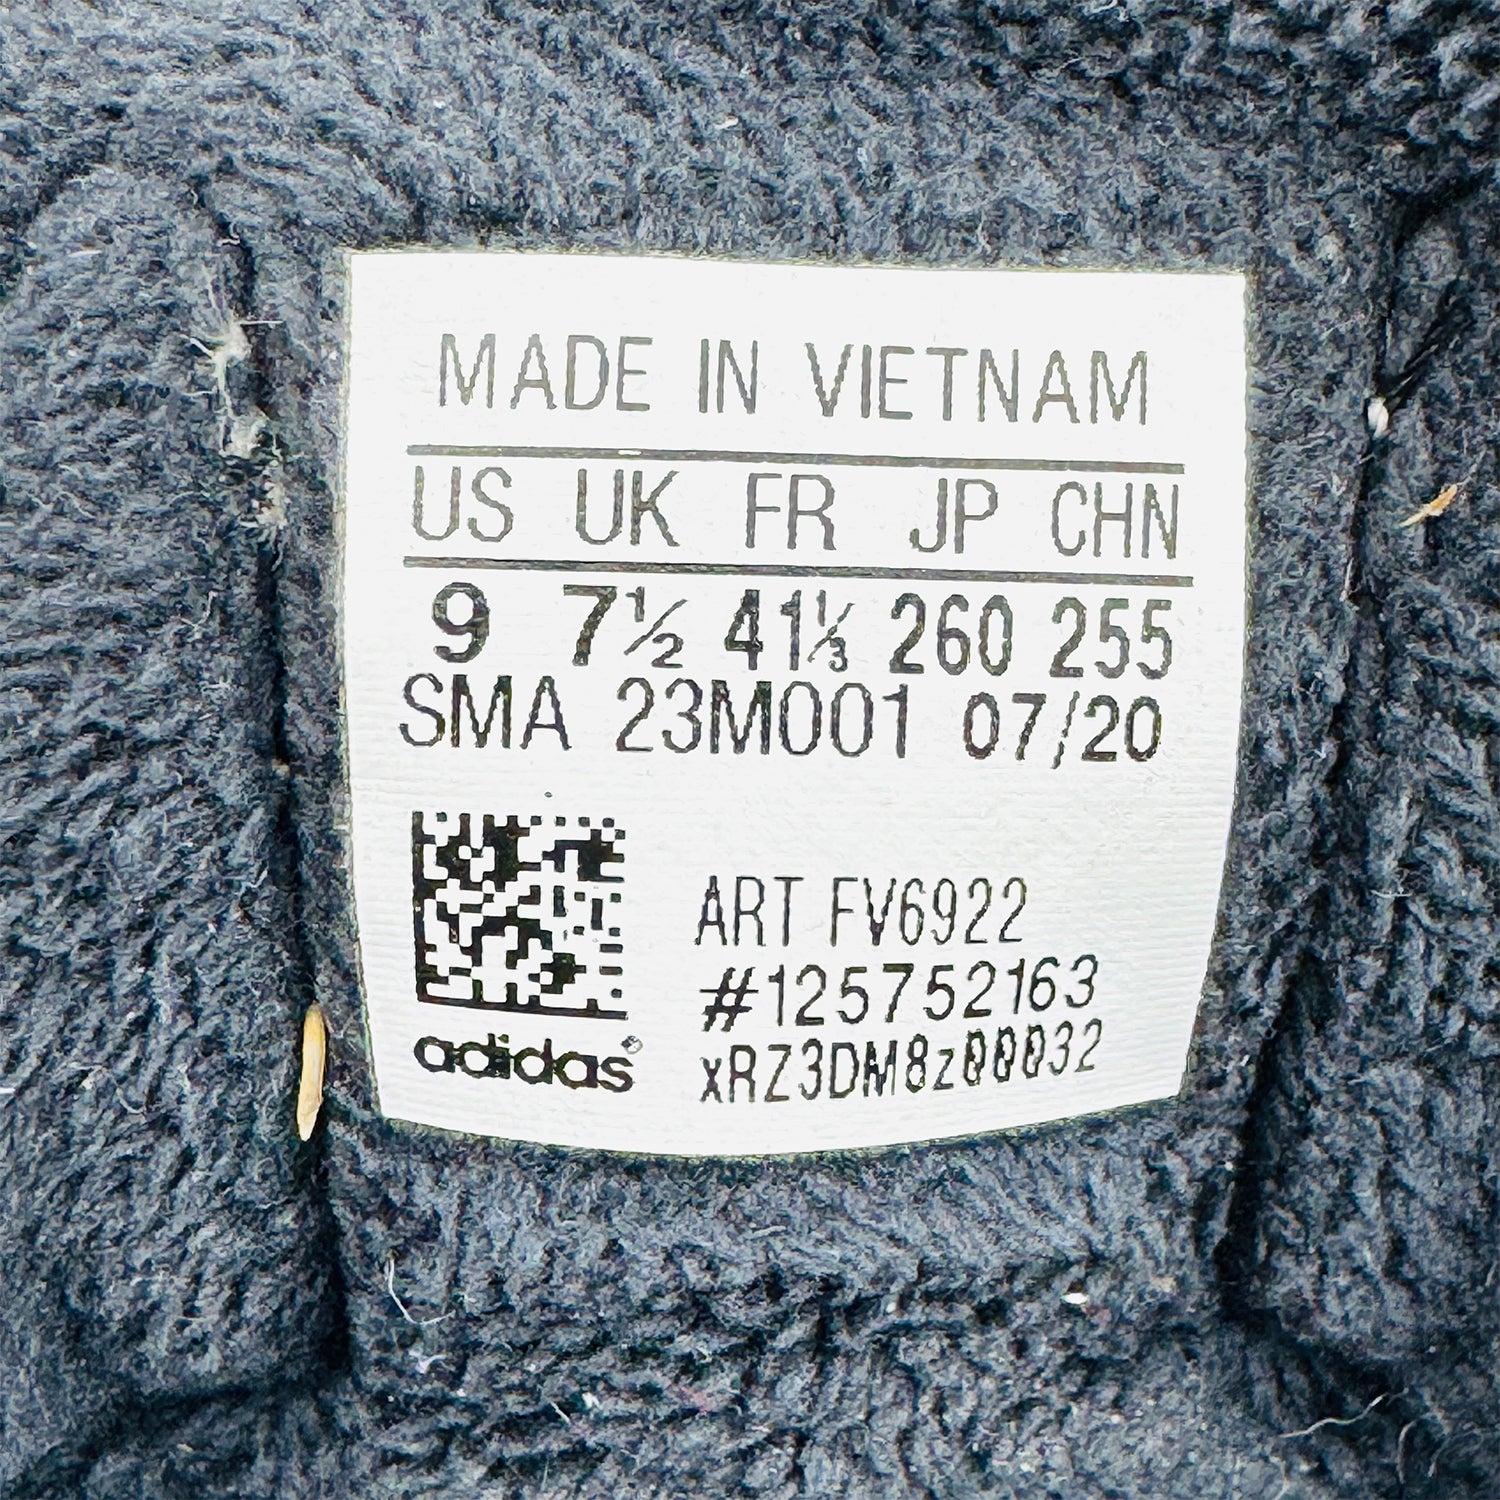 MADE IN VIETNAM
US UK FR JP CHN
9 7½ 41⅓ 260 255
SMA 23M001 07/20
ART FV6922
#125752163
xRZ3DM8z00032
adidas®